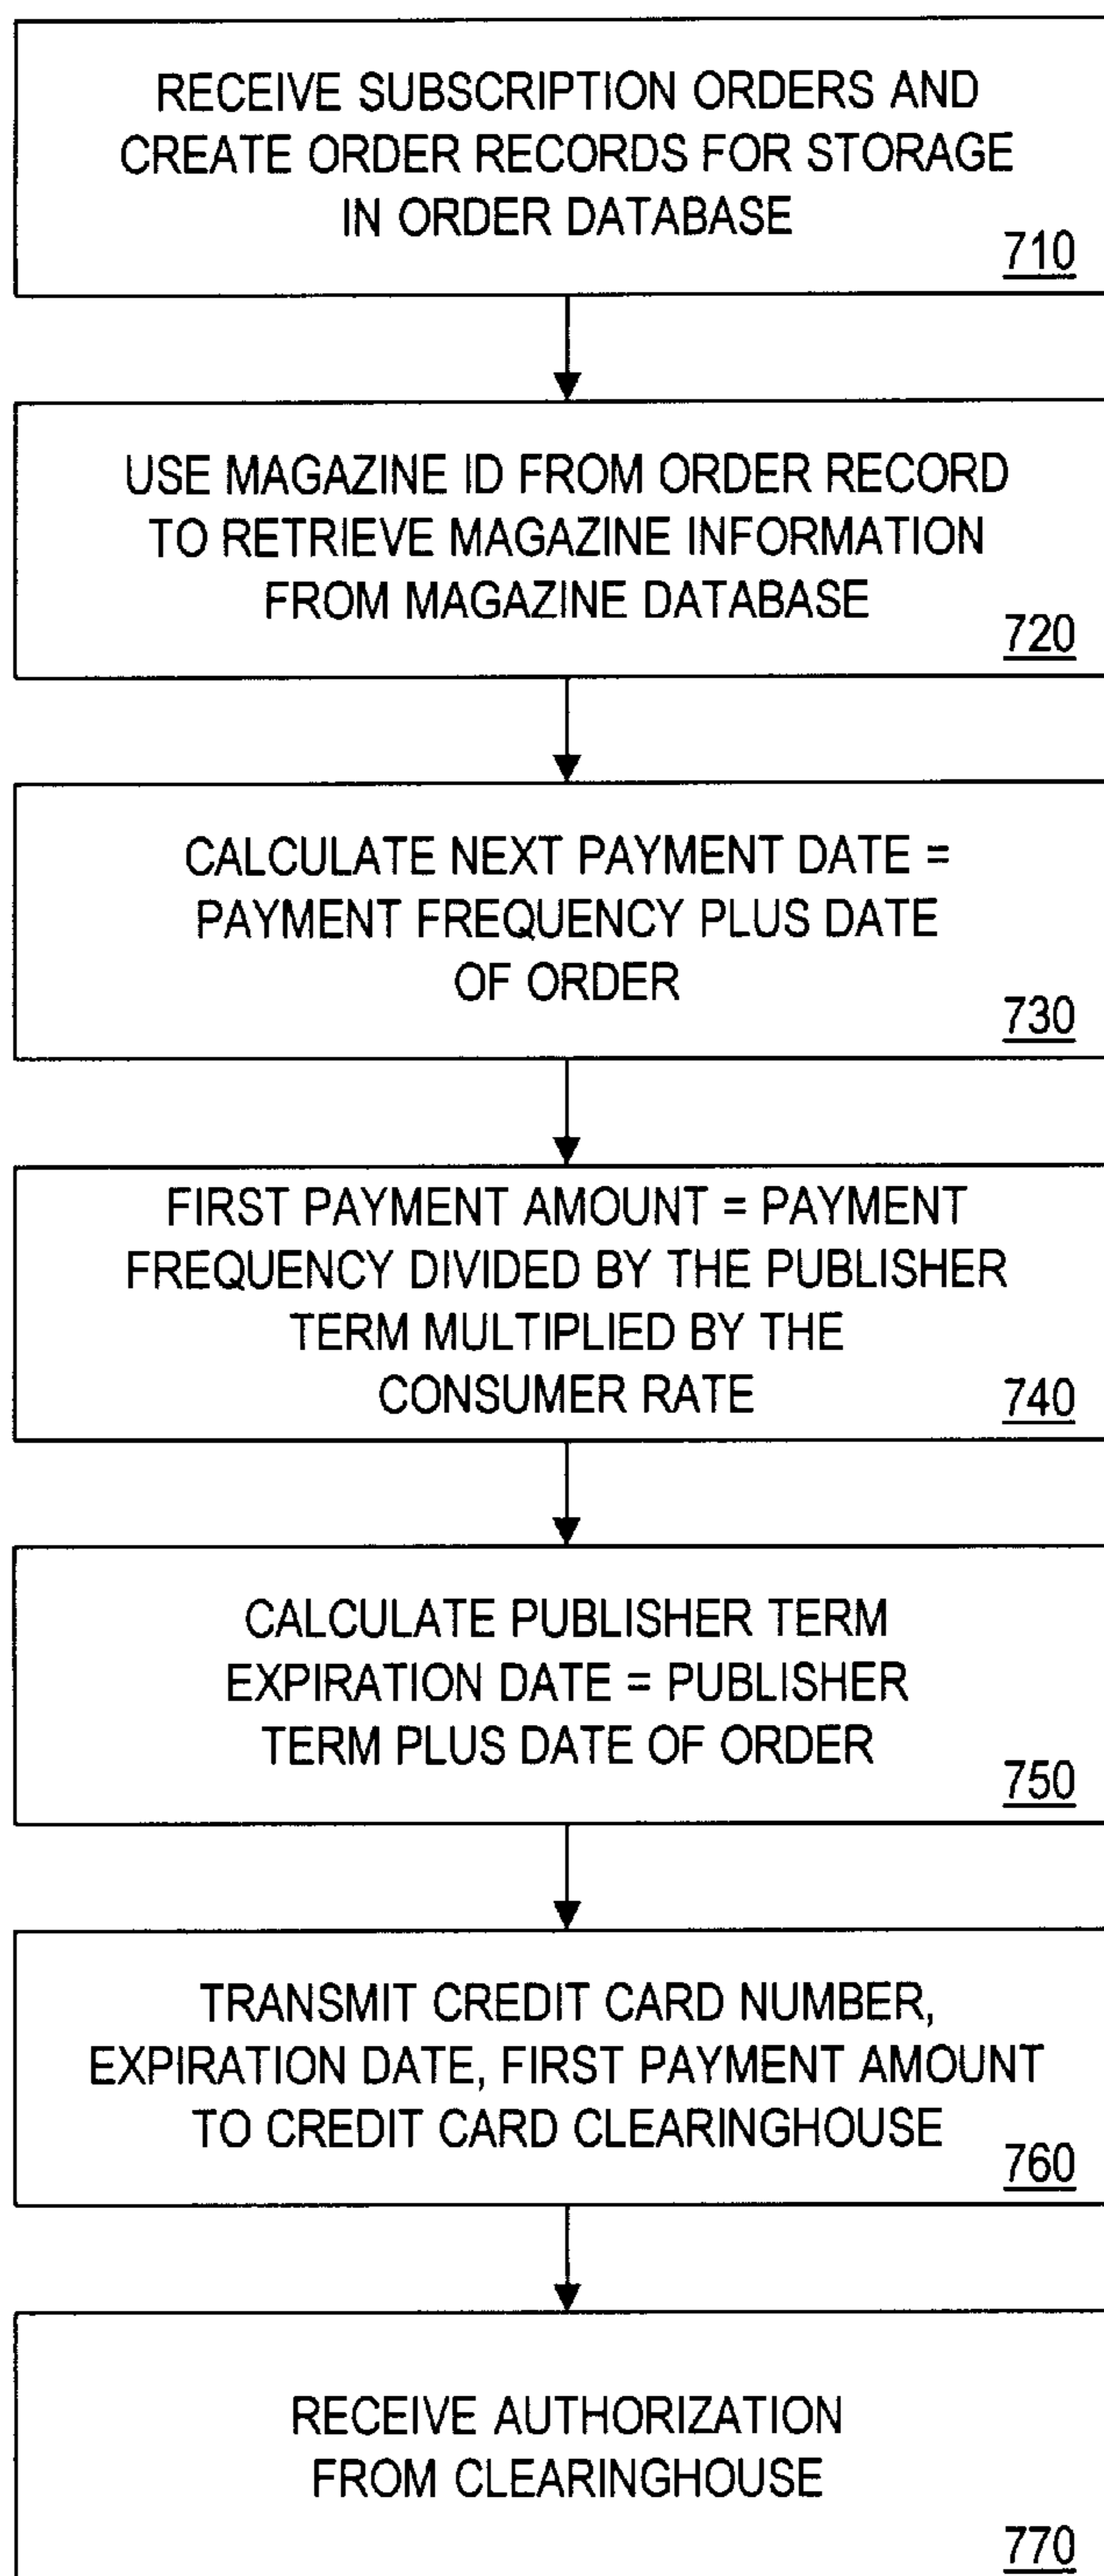 RECEIVE SUBSCRIPTION ORDERS AND
CREATE ORDER RECORDS FOR STORAGE
IN ORDER DATABASE
710
USE MAGAZINE ID FROM ORDER RECORD
TO RETRIEVE MAGAZINE INFORMATION
FROM MAGAZINE DATABASE
720
CALCULATE NEXT PAYMENT DATE =
PAYMENT FREQUENCY PLUS DATE
OF ORDER
730
FIRST PAYMENT AMOUNT = PAYMENT
FREQUENCY DIVIDED BY THE PUBLISHER
TERM MULTIPLIED BY THE
CONSUMER RATE
740
CALCULATE PUBLISHER TERM
EXPIRATION DATE = PUBLISHER
TERM PLUS DATE OF ORDER
750
TRANSMIT CREDIT CARD NUMBER,
EXPIRATION DATE, FIRST PAYMENT AMOUNT
TO CREDIT CARD CLEARINGHOUSE
760
RECEIVE AUTHORIZATION
FROM CLEARINGHOUSE
770